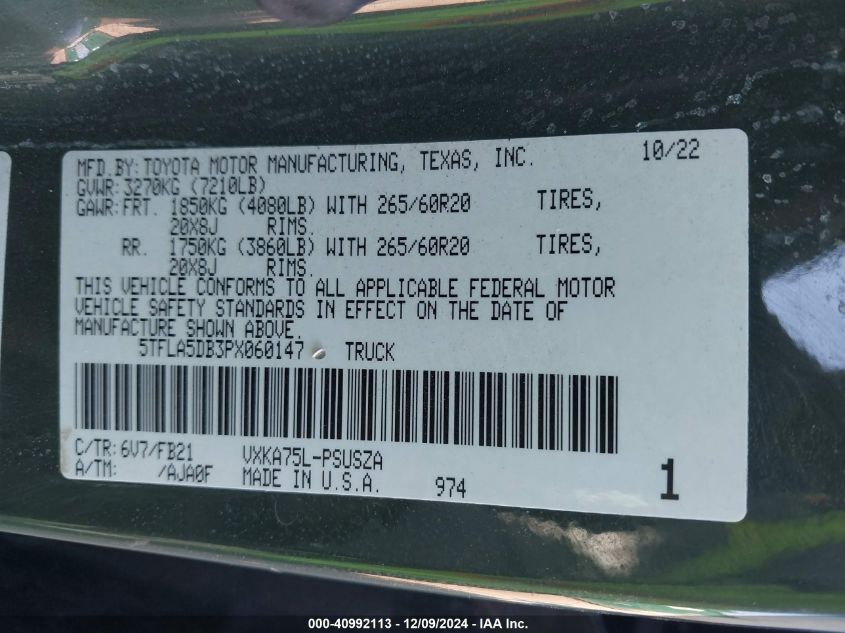 MFD.BY:TOYOTA MOTOR MANUFACTURING, TEXAS, INC. 10/22
GVWR:3270KG (7210LB)
GAWR:FRT. 1850KG (4080LB) WITH 265/60R20 TIRES,
20X8J RIMS.
RR. 1750KG (3860LB) WITH 265/60R20 TIRES,
20X8J RIMS.
THIS VEHICLE CONFORMS TO ALL APPLICABLE FEDERAL MOTOR
VEHICLE SAFETY STANDARDS IN EFFECT ON THE DATE OF
MANUFACTURE SHOWN ABOVE.
5TFLA5DB3PX060147 TRUCK
C/TR:6V7/FB21 VXKA75L-PSUSZA
A/TM: /AJA0F MADE IN U.S.A. 974 1
000-40992113 - 12/09/2024 - IAA Inc.